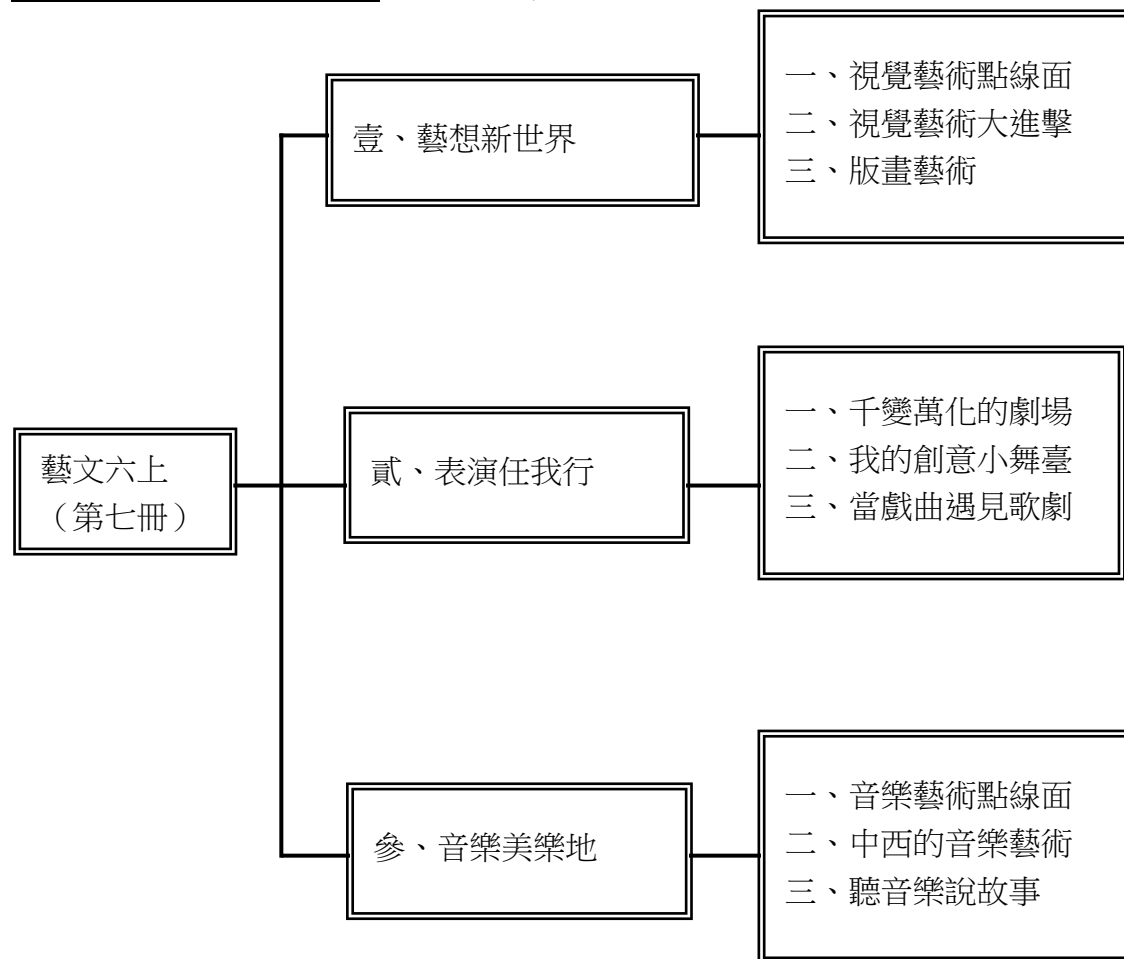 壹、藝想新世界
一、視覺藝術點線面
二、視覺藝術大進擊
三、版畫藝術
藝文六上
（第七冊）
貳、表演任我行
一、千變萬化的劇場
二、我的創意小舞臺
三、當戲曲遇見歌劇
參、音樂美樂地
一、音樂藝術點線面
二、中西的音樂藝術
三、聽音樂說故事